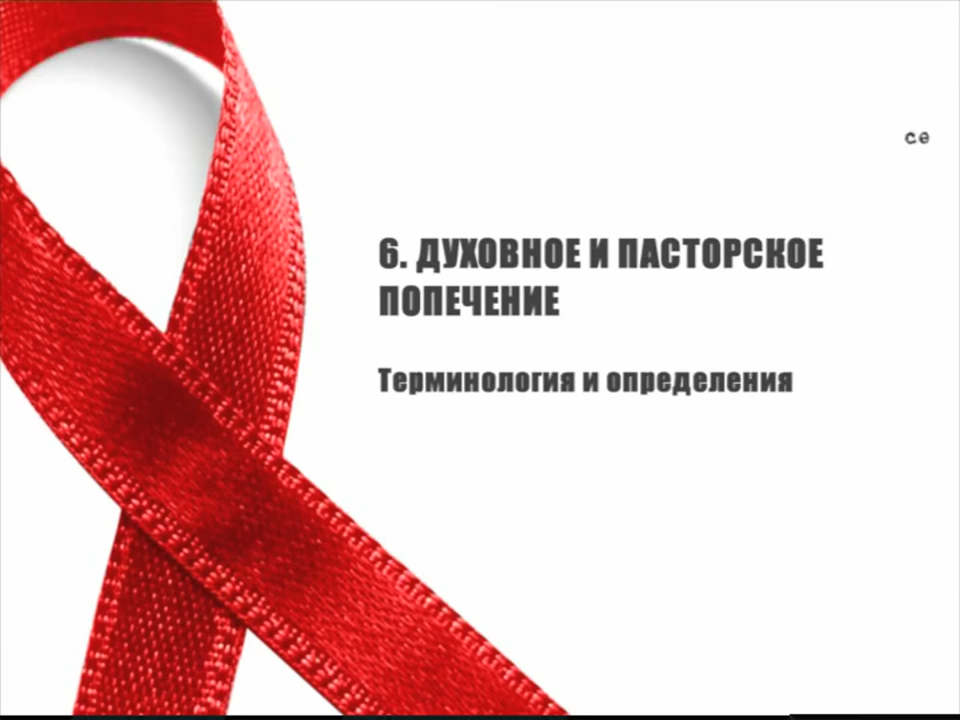 се
6. ДУХОВНОЕ И ПАСТОРСКОЕ
ПОПЕЧЕНИЕ
Терминология и определения